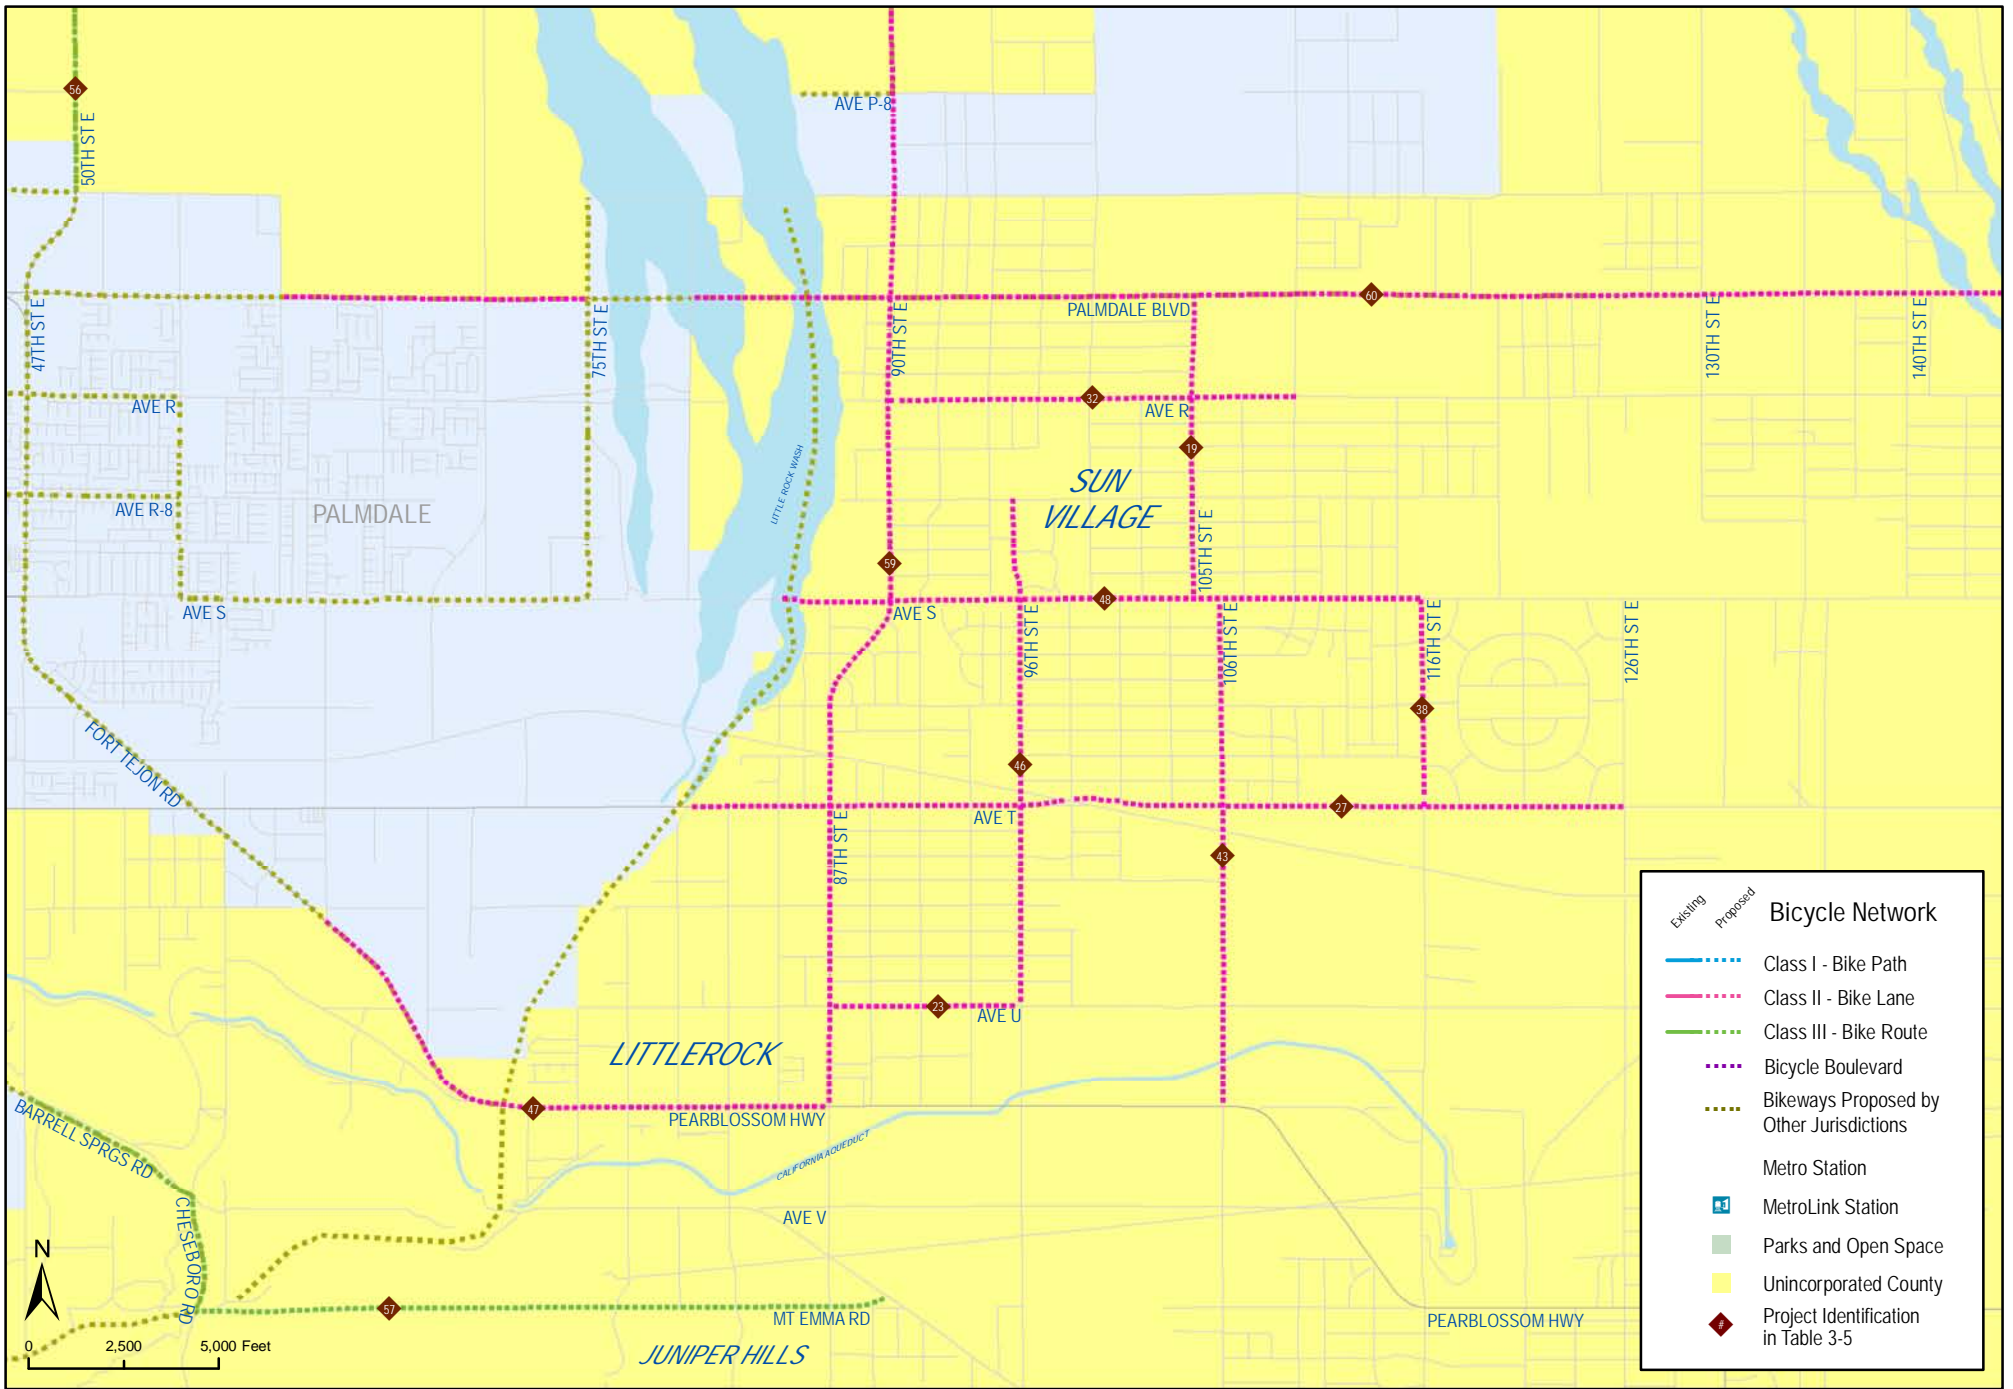 56
50TH ST E
AVE P-8
47TH ST E
75TH ST E
90TH ST E
PALMDALE BLVD
60
130TH ST E
140TH ST E
AVE R
32
AVE R
19
AVE R-8
PALMDALE
LITTLE ROCK WASH
SUN
VILLAGE
105TH ST E
59
AVE S
AVE S
48
96TH ST E
106TH ST E
116TH ST E
126TH ST E
38
FORT TEJON RD
46
AVE T
27
87TH ST E
43
23
AVE U
LITTLEROCK
47
PEARBLOSSOM HWY
BARRELL SPRGS RD
CALIFORNIA AQUEDUCT
CHESEBORO RD
AVE V
57
MT EMMA RD
JUNIPER HILLS
PEARBLOSSOM HWY
N
0 2,500 5,000 Feet
Existing
Proposed
Bicycle Network
Class I - Bike Path
Class II - Bike Lane
Class III - Bike Route
Bicycle Boulevard
Bikeways Proposed by
Other Jurisdictions
Metro Station
MetroLink Station
Parks and Open Space
Unincorporated County
#
Project Identification
in Table 3-5